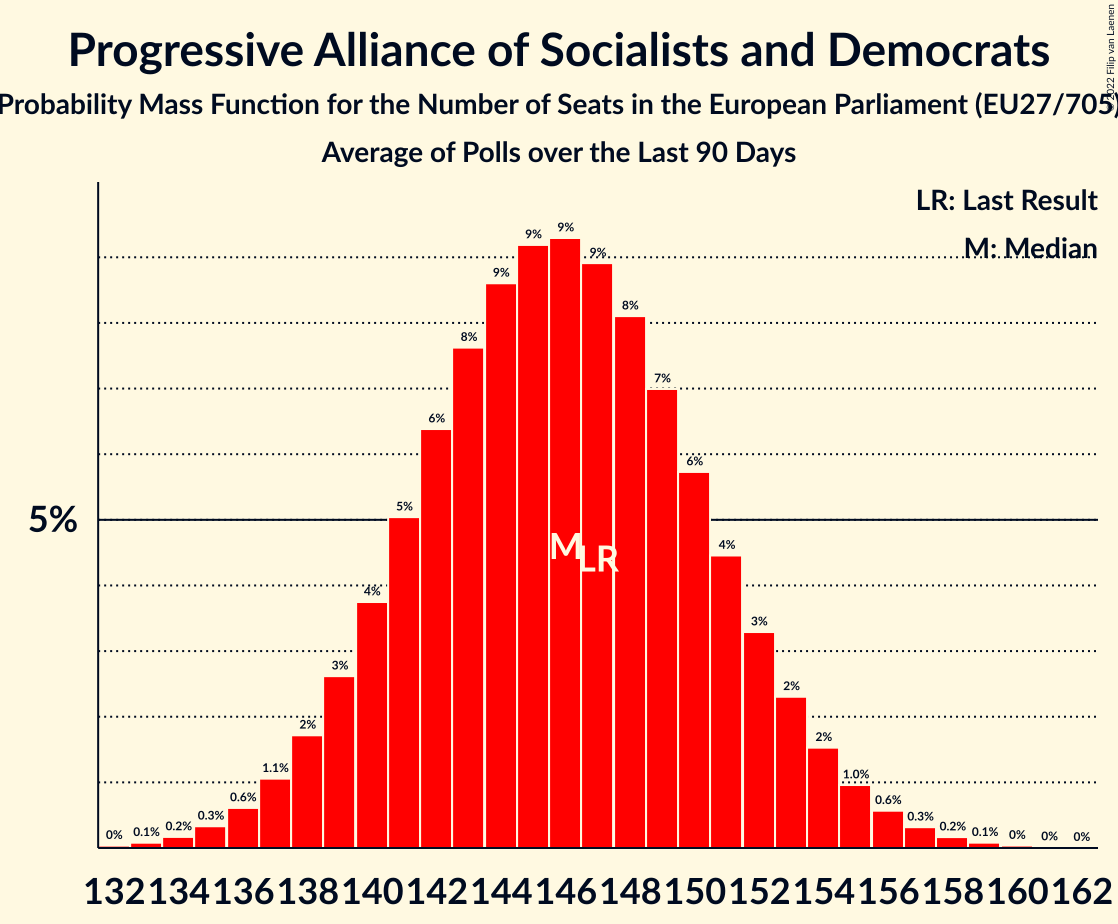 Progressive Alliance of Socialists and Democrats
Probability Mass Function for the Number of Seats in the European Parliament (EU27/705)
Average of Polls over the Last 90 Days
© 2022 Filip van Laenen
LR: Last Result
M: Median
5%
0% 0.1% 0.2% 0.3% 0.6% 1.1% 2% 3% 4% 5% 6% 8% 9% 9% 9% 9% 8% 7% 6% 4% 3% 2% 2% 1.0% 0.6% 0.3% 0.2% 0.1% 0% 0% 0%
M LR
132 134 136 138 140 142 144 146 148 150 152 154 156 158 160 162